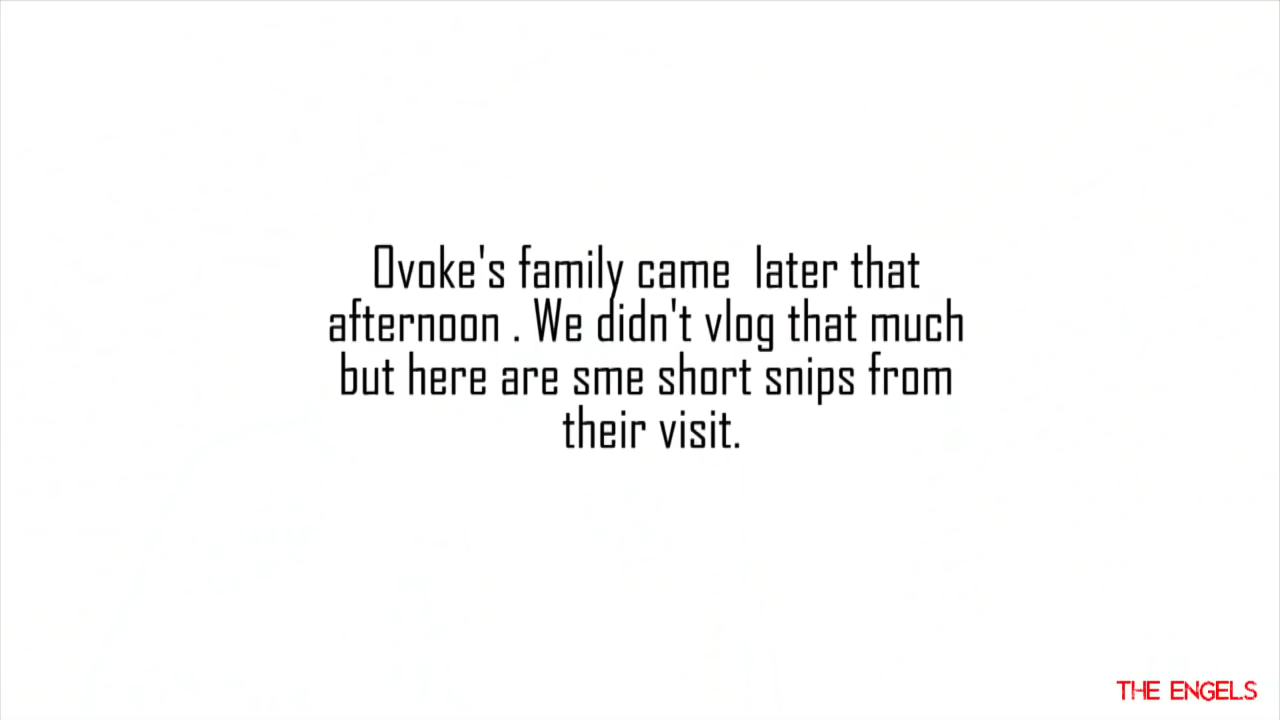 Ovoke's family came  later that
afternoon . We didn't vlog that much
but here are sme short snips from
their visit.
THE ENGELS